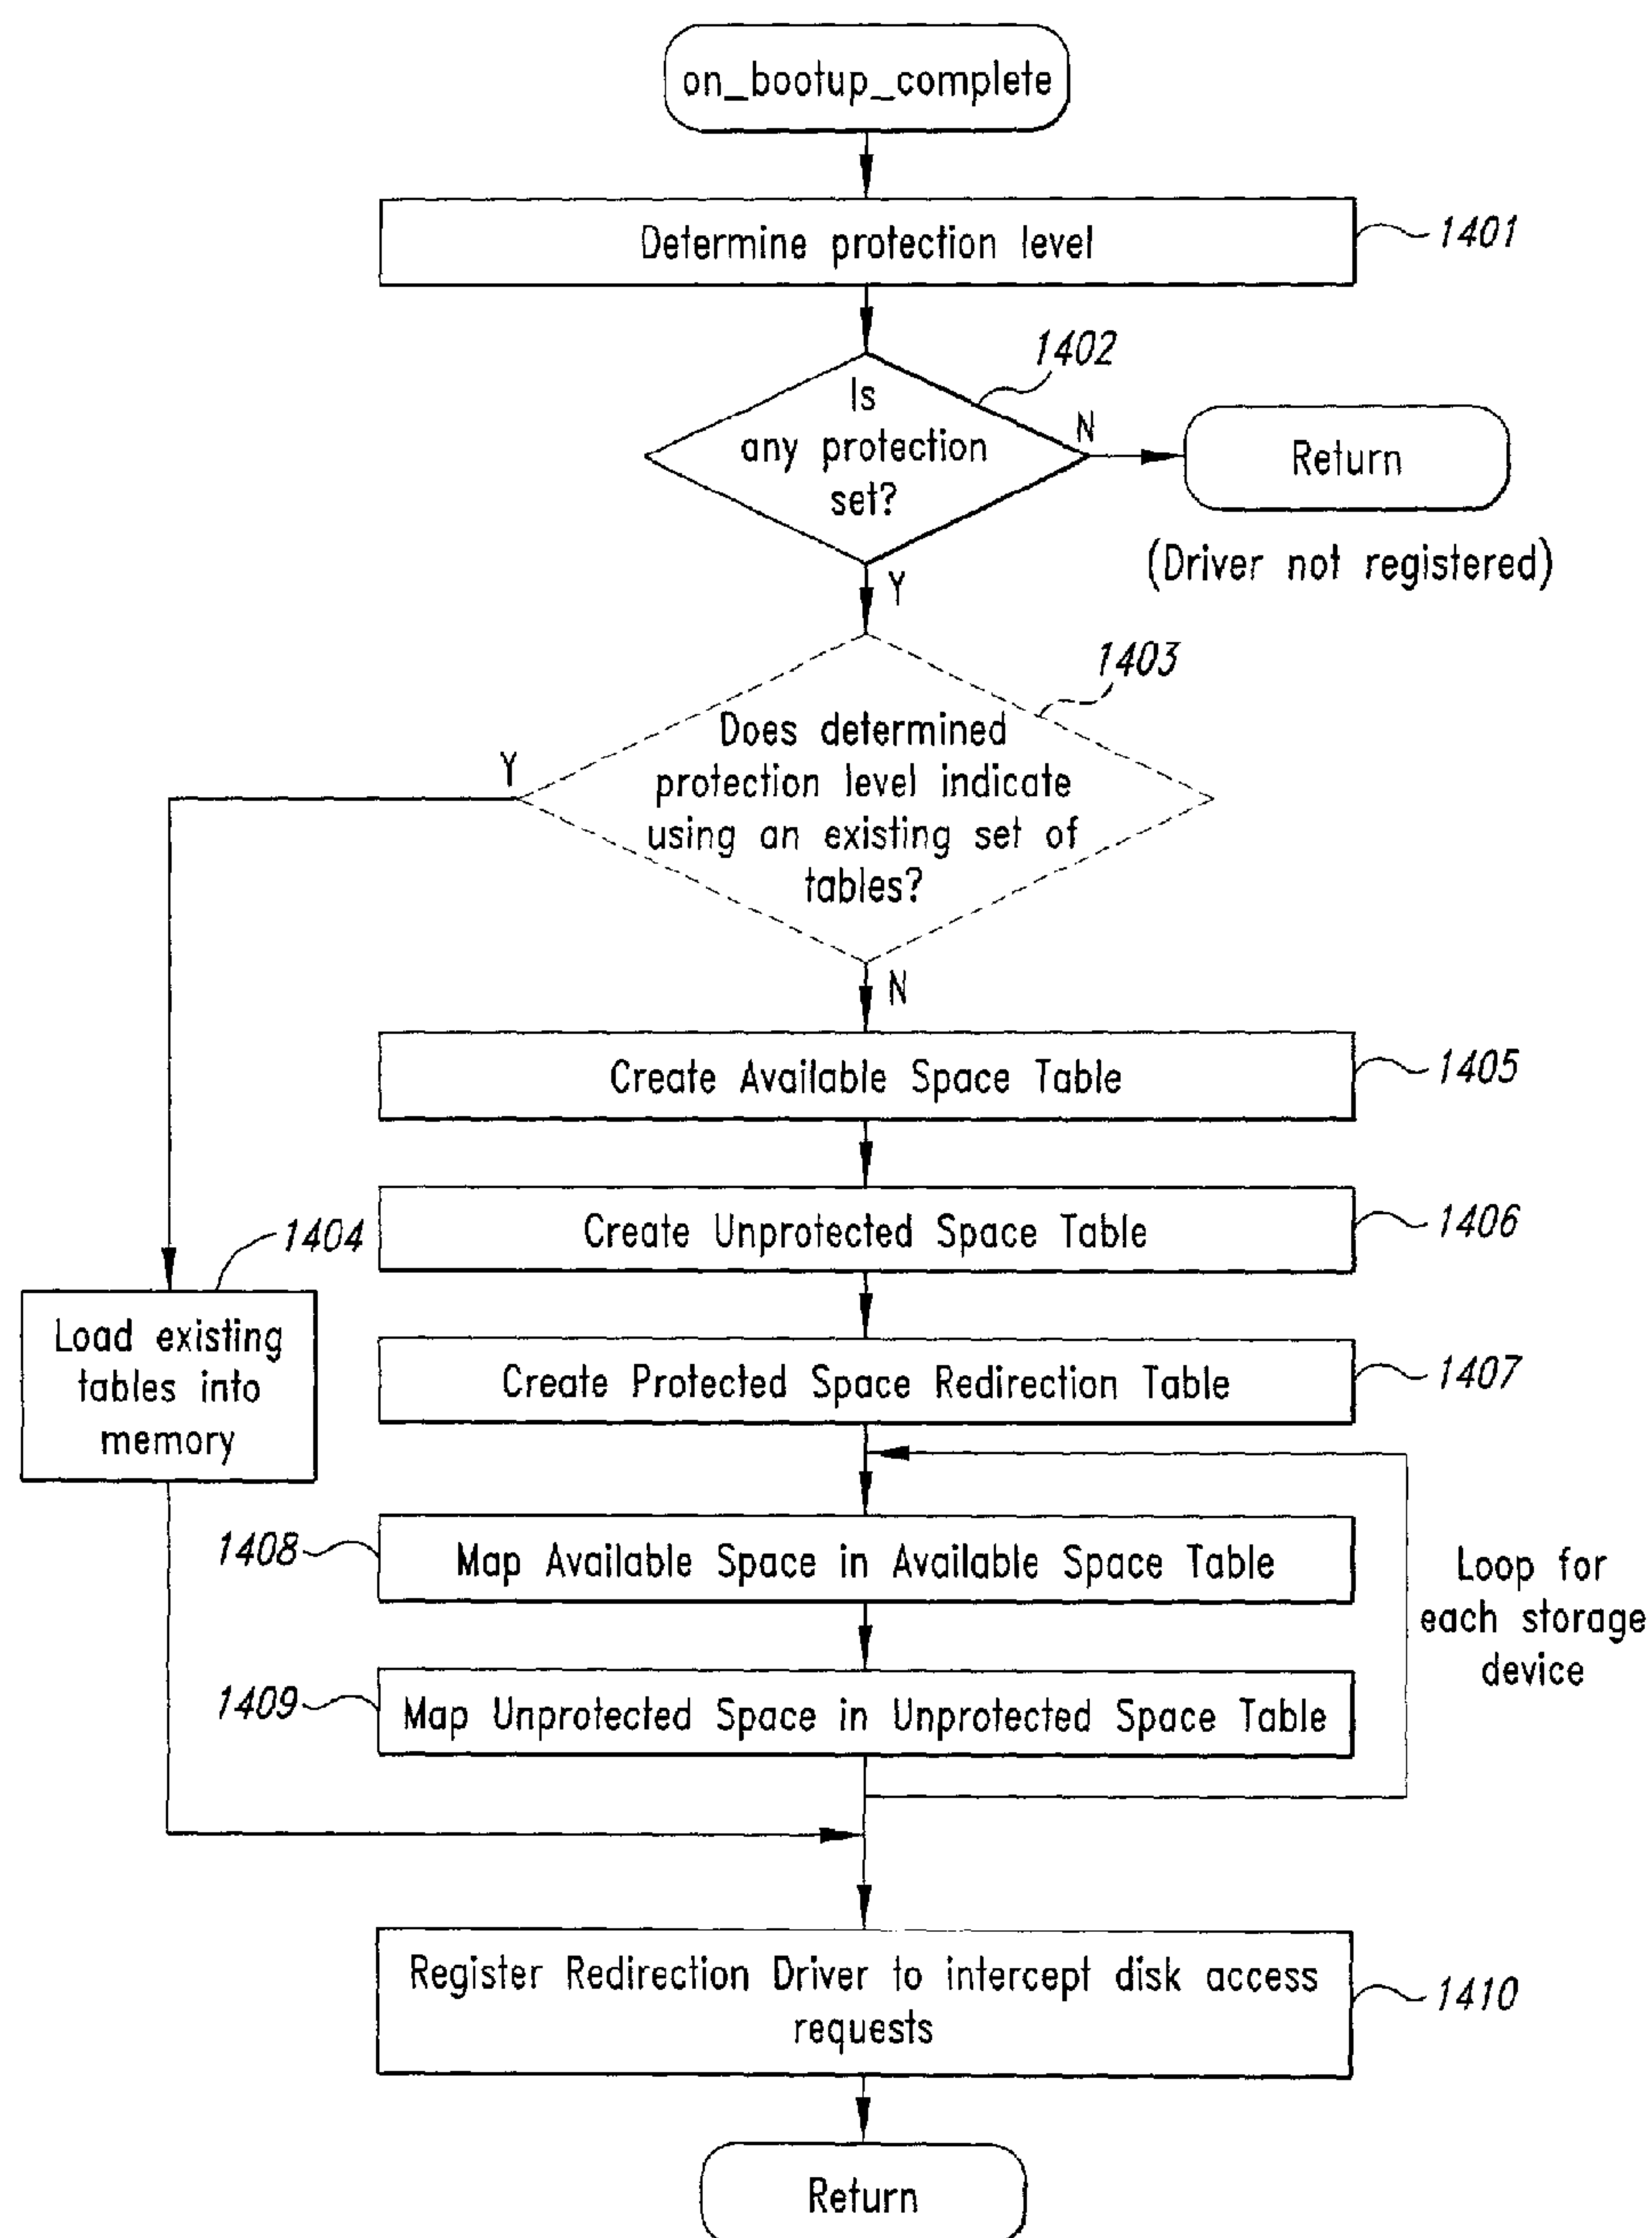 on_bootup_complete
Determine protection level
1401
1402
Is
any protection
set?
N
Return
(Driver not registered)
Y
1403
Does determined
protection level indicate
using an existing set of
tables?
Y
N
Create Available Space Table
1405
Create Unprotected Space Table
1406
1404
Load existing
tables into
memory
Create Protected Space Redirection Table
1407
1408
Map Available Space in Available Space Table
Loop for
each storage
device
1409
Map Unprotected Space in Unprotected Space Table
Register Redirection Driver to intercept disk access
requests
1410
Return